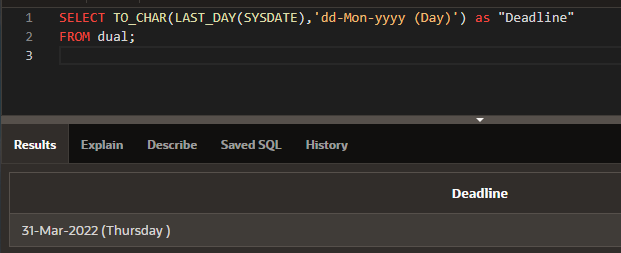 1 SELECT TO_CHAR(LAST_DAY(SYSDATE),'dd-Mon-yyyy (Day)') as "Deadline"
2 FROM dual;
3
Results Explain Describe Saved SQL History
Deadline
31-Mar-2022 (Thursday )